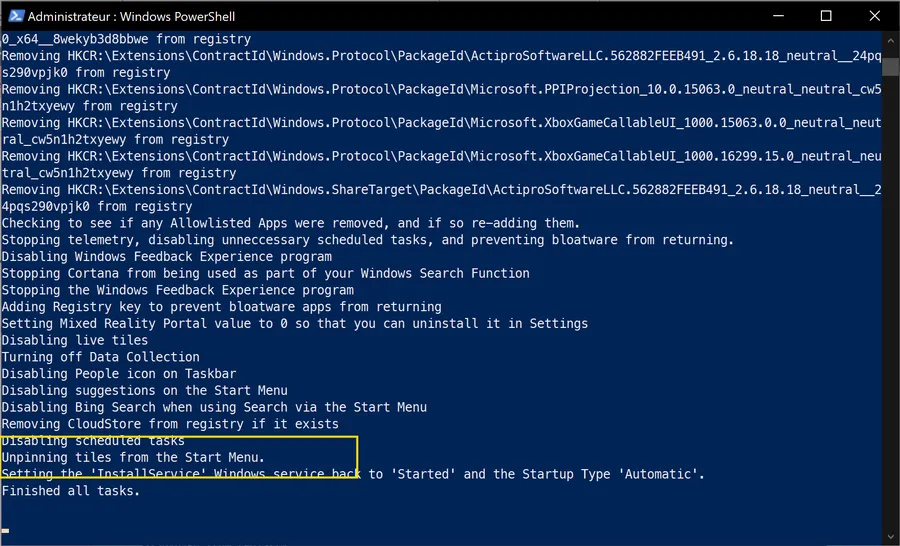 Administrateur : Windows PowerShell
0_x64__8wekyb3d8bbwe from registry
Removing HKCR:\Extensions\ContractId\Windows.Protocol\PackageId\ActiproSoftwareLLC.562882FEEB491_2.6.18.18_neutral__24pq
s290vpjk0 from registry
Removing HKCR:\Extensions\ContractId\Windows.Protocol\PackageId\Microsoft.PPIProjection_10.0.15063.0_neutral_neutral_cw5
n1h2txyewy from registry
Removing HKCR:\Extensions\ContractId\Windows.Protocol\PackageId\Microsoft.XboxGameCallableUI_1000.15063.0.0_neutral_neut
ral_cw5n1h2txyewy from registry
Removing HKCR:\Extensions\ContractId\Windows.Protocol\PackageId\Microsoft.XboxGameCallableUI_1000.16299.15.0_neutral_neu
tral_cw5n1h2txyewy from registry
Removing HKCR:\Extensions\ContractId\Windows.ShareTarget\PackageId\ActiproSoftwareLLC.562882FEEB491_2.6.18.18_neutral__2
4pqs290vpjk0 from registry
Checking to see if any Allowlisted Apps were removed, and if so re-adding them.
Stopping telemetry, disabling unneccessary scheduled tasks, and preventing bloatware from returning.
Disabling Windows Feedback Experience program
Stopping Cortana from being used as part of your Windows Search Function
Stopping the Windows Feedback Experience program
Adding Registry key to prevent bloatware apps from returning
Setting Mixed Reality Portal value to 0 so that you can uninstall it in Settings
Disabling live tiles
Turning off Data Collection
Disabling People icon on Taskbar
Disabling suggestions on the Start Menu
Disabling Bing Search when using Search via the Start Menu
Removing CloudStore from registry if it exists
Disabling scheduled tasks
Unpinning tiles from the Start Menu.
Setting the 'InstallService' Windows service back to 'Started' and the Startup Type 'Automatic'.
Finished all tasks.